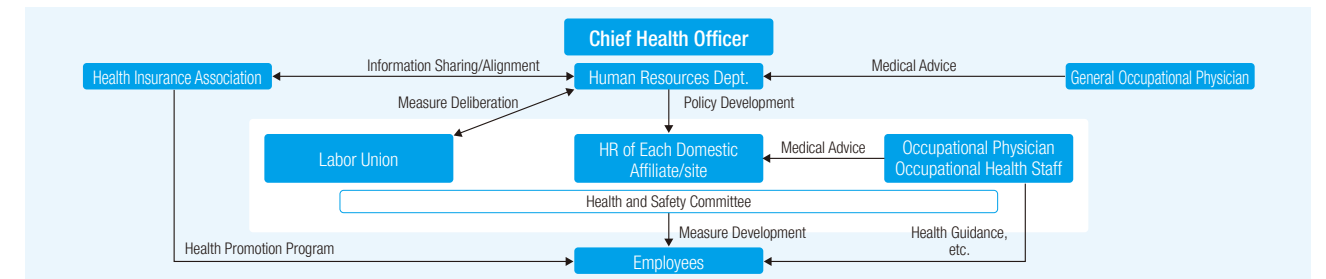 Chief Health Officer
Information Sharing/Alignment
Medical Advice
Health Insurance Association
Human Resources Dept.
General Occupational Physician
Measure Deliberation
Policy Development
Labor Union
HR of Each Domestic
Affiliate/site
Medical Advice
Occupational Physician
Occupational Health Staff
Health and Safety Committee
Measure Development
Health Guidance,
etc.
Health Promotion Program
Employees